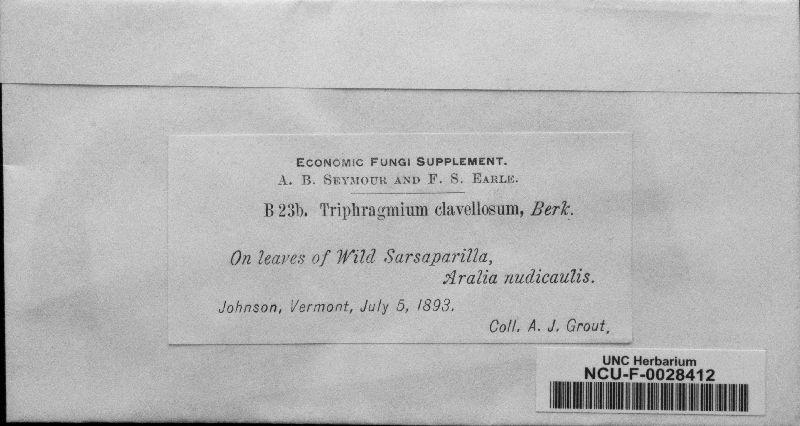 ECONOMIC FUNGI SUPPLEMENT.
A. B. SEYMOUR AND F. S. EARLE.
B 23b. Triphragmium clavellosum, Berk.
On leaves of Wild Sarsaparilla,
Aralia nudicaulis.
Johnson, Vermont, July 5, 1893.
Coll. A. J. Grout,
UNC Herbarium
NCU-F-0028412